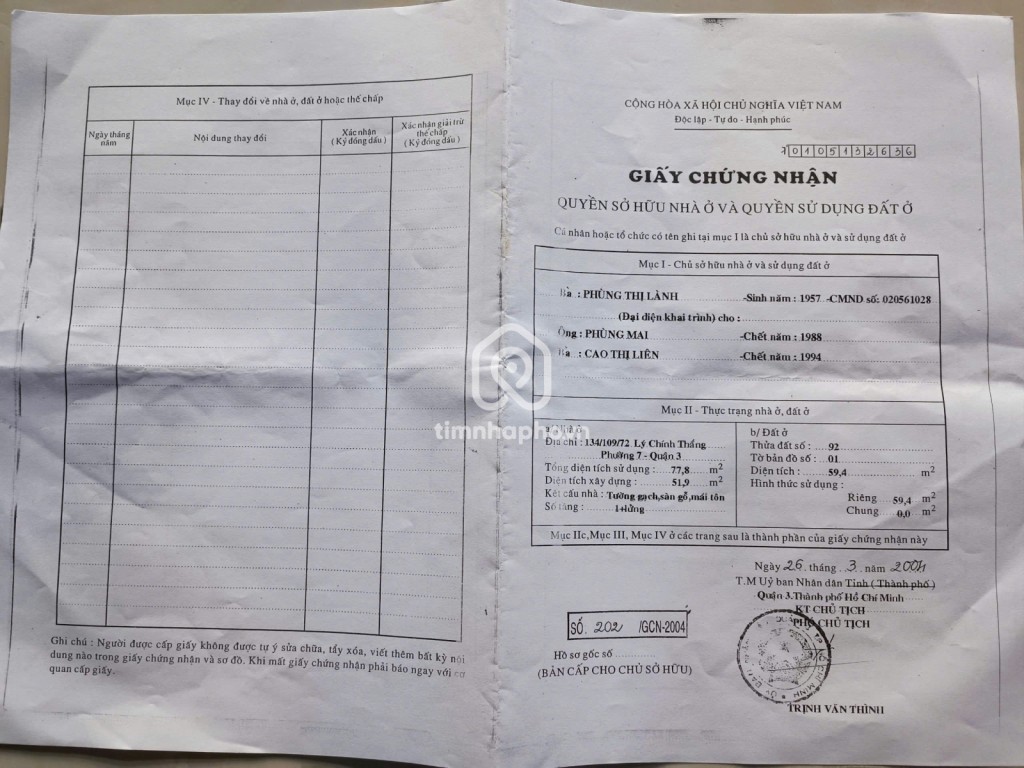 Mục IV - Thay đổi về nhà ở, đất ở hoặc thế chấp
Ngày tháng năm
Nội dung thay đổi
Xác nhận
( Ký đóng dấu )
Xác nhận giải trừ thế chấp
( Ký đóng dấu )
Ghi chú : Người được cấp giấy không được tự ý sửa chữa, tẩy xóa, viết thêm bất kỳ nội
dung nào trong giấy chứng nhận và sơ đồ. Khi mất giấy chứng nhận phải báo ngay với cơ
quan cấp giấy.
CỘNG HÒA XÃ HỘI CHỦ NGHĨA VIỆT NAM
Độc lập - Tự do - Hạnh phúc
7 0 1 0 5 1 3 2 6 3 6
GIẤY CHỨNG NHẬN
QUYỀN SỞ HỮU NHÀ Ở VÀ QUYỀN SỬ DỤNG ĐẤT Ở
Cá nhân hoặc tổ chức có tên ghi tại mục I là chủ sở hữu nhà ở và sử dụng đất ở
Mục I - Chủ sở hữu nhà ở và sử dụng đất ở
Bà : PHÙNG THỊ LÀNH -Sinh năm : 1957 -CMND số: 020561028
(Đại diện khai trình) cho :
Ông : PHÙNG MAI -Chết năm : 1988
Bà : CAO THỊ LIÊN -Chết năm : 1994
timnhapho.vn
Mục II - Thực trạng nhà ở, đất ở
a/ Nhà ở
Địa chỉ : 134/109/72 Lý Chính Thắng
Phường 7 - Quận 3
Tổng diện tích sử dụng : 77,8 m2
Diện tích xây dựng : 51,9 m2
Kết cấu nhà : Tường gạch,sàn gỗ,mái tôn
Số tầng : 1+lửng
b/ Đất ở
Thửa đất số : 92
Tờ bản đồ số : 01
Diện tích : 59,4 m2
Hình thức sử dụng :
Riêng 59,4 m2
Chung 0,0 m2
Mục IIc,Mục III, Mục IV ở các trang sau là thành phần của giấy chứng nhận này
Ngày 26 tháng 3 năm 2004
T.M Uỷ ban Nhân dân Tỉnh ( Thành phố )
Quận 3.Thành phố Hồ Chí Minh
KT CHỦ TỊCH
PHÓ CHỦ TỊCH
SỐ 202 /GCN-2004
Hồ sơ gốc số
(BẢN CẤP CHO CHỦ SỞ HỮU)
TRỊNH VĂN THÌNH